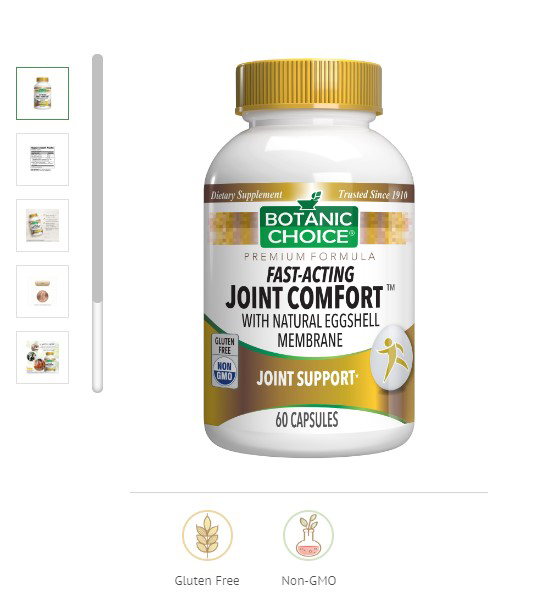 Dietary Supplement
Trusted Since 1910
BOTANIC
CHOICE®
PREMIUM FORMULA
FAST-ACTING
JOINT COMFORT™
WITH NATURAL EGGSHELL
MEMBRANE
GLUTEN
FREE
NON
GMO
JOINT SUPPORT
60 CAPSULES
Gluten Free
Non-GMO